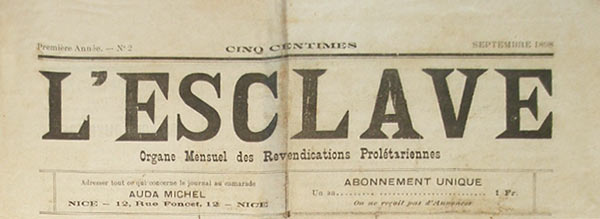 Première Année. — N° 2
CINQ CENTIMES
SEPTEMBRE 1898
L'ESCLAVE
Organe Mensuel des Revendications Prolétariennes
Adresser tout ce qui concerne le journal au camarade
AUDA MICHEL
NICE — 12, Rue Foncet, 12 — NICE
ABONNEMENT UNIQUE
Un an.................... 1 Fr.
On ne reçoit pas d'Annonces